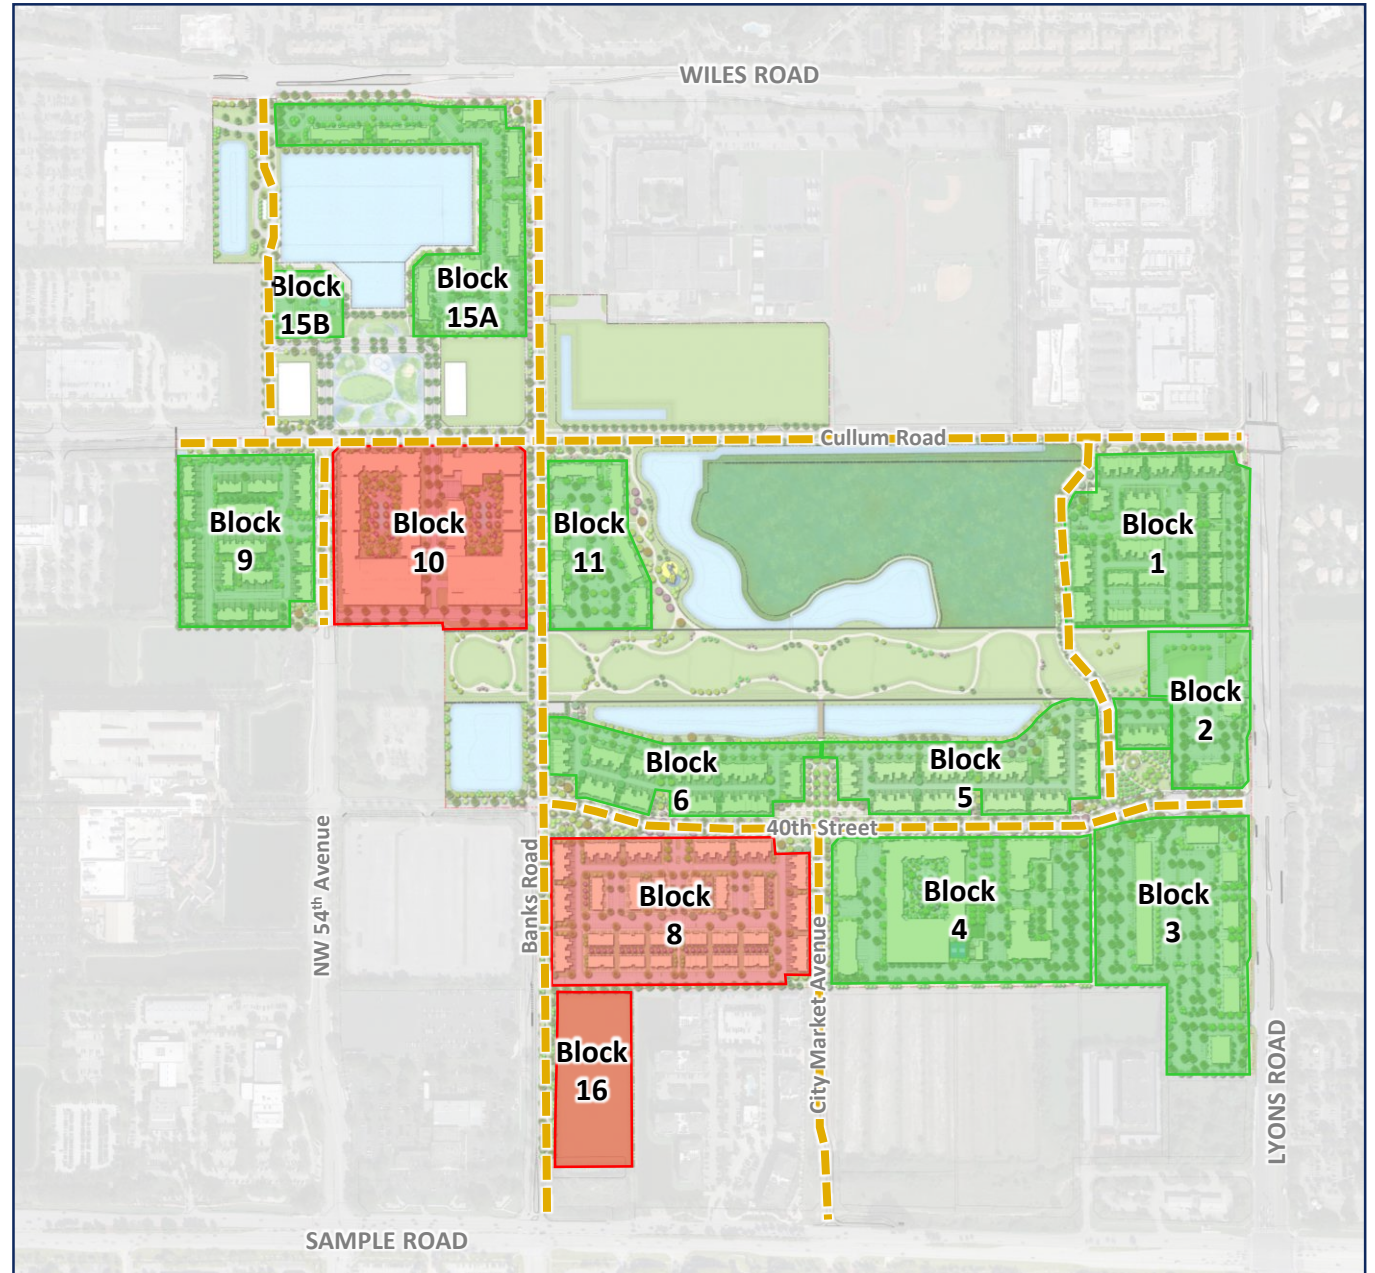 WILES ROAD
Block
15B
Block
15A
Cullum Road
Block
9
Block
10
Block
11
Block
1
Block
2
Block
6
Block
5
40th Street
NW 54th Avenue
Banks Road
Block
8
City Market Avenue
Block
4
Block
3
Block
16
LYONS ROAD
SAMPLE ROAD